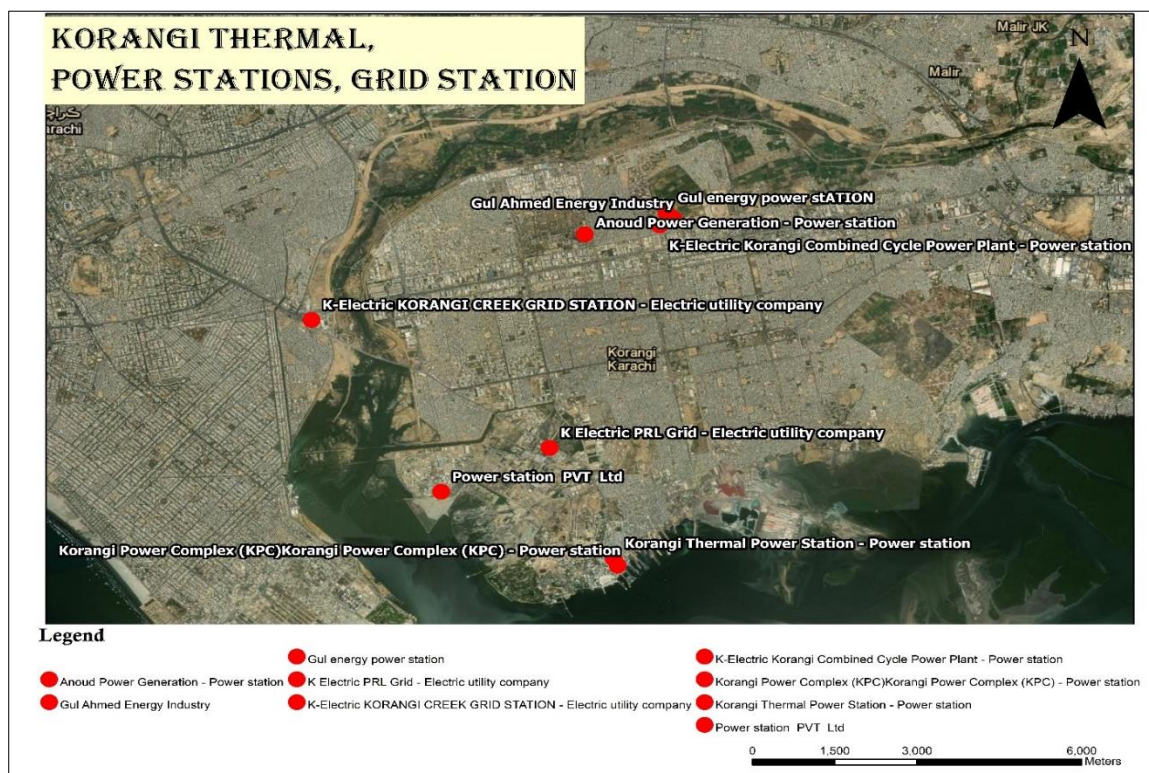 KORANGI THERMAL,
POWER STATIONS, GRID STATION
Malir JK
N
Malir
کراچی
arachi
Gul energy power stATION
Gul Ahmed Energy Industry
Anoud Power Generation - Power station
K-Electric Korangi Combined Cycle Power Plant - Power station
K-Electric KORANGI CREEK GRID STATION - Electric utility company
Korangi
Karachi
K Electric PRL Grid - Electric utility company
Power station PVT Ltd
Korangi Thermal Power Station - Power station
Korangi Power Complex (KPC)Korangi Power Complex (KPC) - Power station
Legend
Anoud Power Generation - Power station
Gul Ahmed Energy Industry
Gul energy power station
K Electric PRL Grid - Electric utility company
K-Electric KORANGI CREEK GRID STATION - Electric utility company
K-Electric Korangi Combined Cycle Power Plant - Power station
Korangi Power Complex (KPC)Korangi Power Complex (KPC) - Power station
Korangi Thermal Power Station - Power station
Power station PVT Ltd
0 1,500 3,000 6,000
Meters